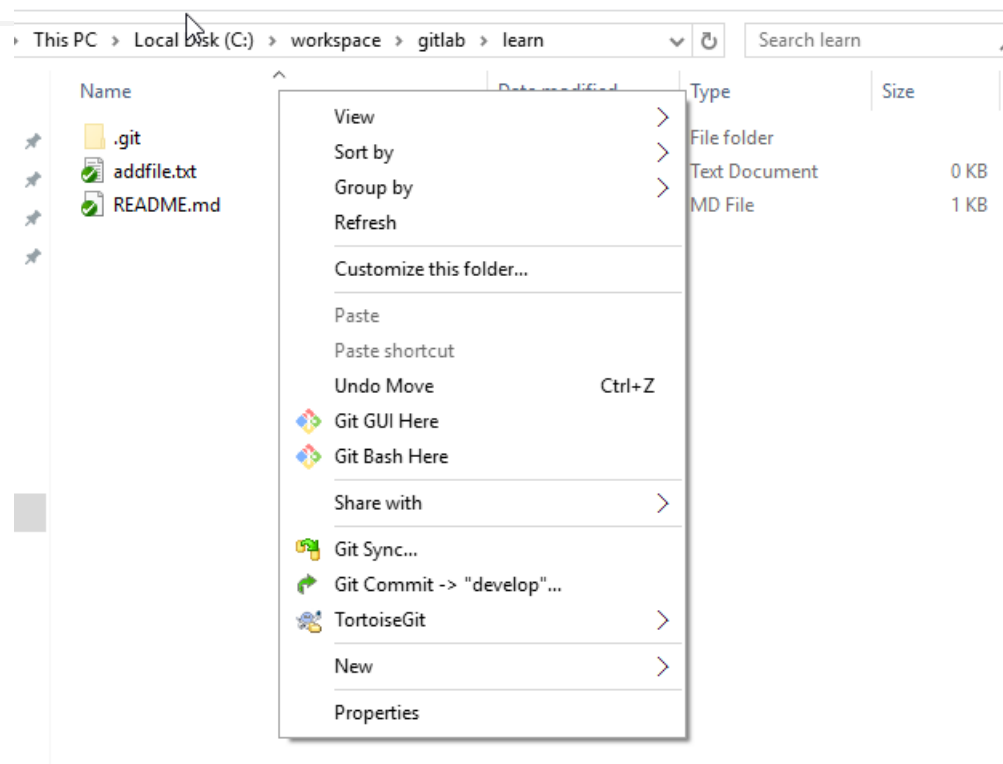 This PC > Local Disk (C:) > workspace > gitlab > learn
Search learn
Name Date modified Type Size
.git File folder
addfile.txt Text Document 0 KB
README.md MD File 1 KB
View
Sort by
Group by
Refresh
Customize this folder...
Paste
Paste shortcut
Undo Move Ctrl+Z
Git GUI Here
Git Bash Here
Share with
Git Sync...
Git Commit -> "develop"...
TortoiseGit
New
Properties